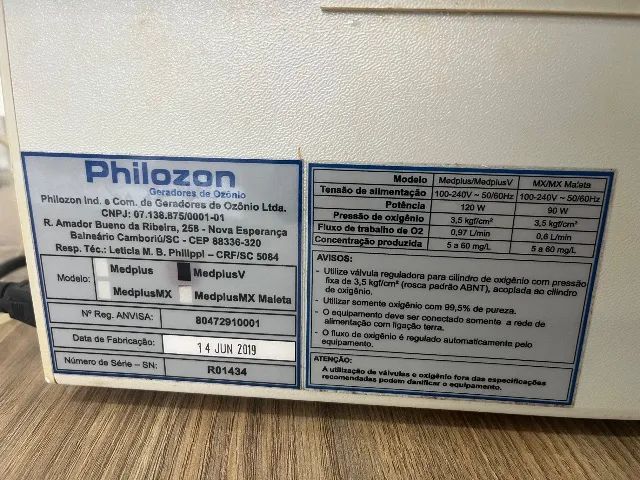 Philozon
Geradores de Ozônio
Philozon Ind. e Com. de Geradores de Ozônio Ltda.
CNPJ: 07.138.875/0001-01
R. Amador Bueno da Ribeira, 258 - Nova Esperança
Balneário Camboriú/SC - CEP 88336-320
Resp. Téc.: Letícia M. B. Philippi – CRF/SC 5064
Modelo: Medplus MedplusV
MedplusMX MedplusMX Maleta
Nº Reg. ANVISA: 80472910001
Data de Fabricação: 14 JUN 2019
Número de Série – SN: R01434
Modelo Medplus/MedplusV MX/MX Maleta
Tensão de alimentação 100-240V ~ 50/60Hz 100-240V ~ 50/60Hz
Potência 120 W 90 W
Pressão de oxigênio 3,5 kgf/cm² 3,5 kgf/cm²
Fluxo de trabalho de O2 0,97 L/min 0,6 L/min
Concentração produzida 5 a 60 mg/L 5 a 60 mg/L
AVISOS:
- Utilize válvula reguladora para cilindro de oxigênio com pressão
fixa de 3,5 kgf/cm² (rosca padrão ABNT), acoplada ao cilindro
de oxigênio.
- Utilizar somente oxigênio com 99,5% de pureza.
- O equipamento deve ser conectado somente a rede de
alimentação com ligação terra.
- O fluxo de oxigênio é regulado automaticamente pelo
equipamento.
ATENÇÃO:
A utilização de válvulas e oxigênio fora das especificações
recomendadas podem danificar o equipamento.